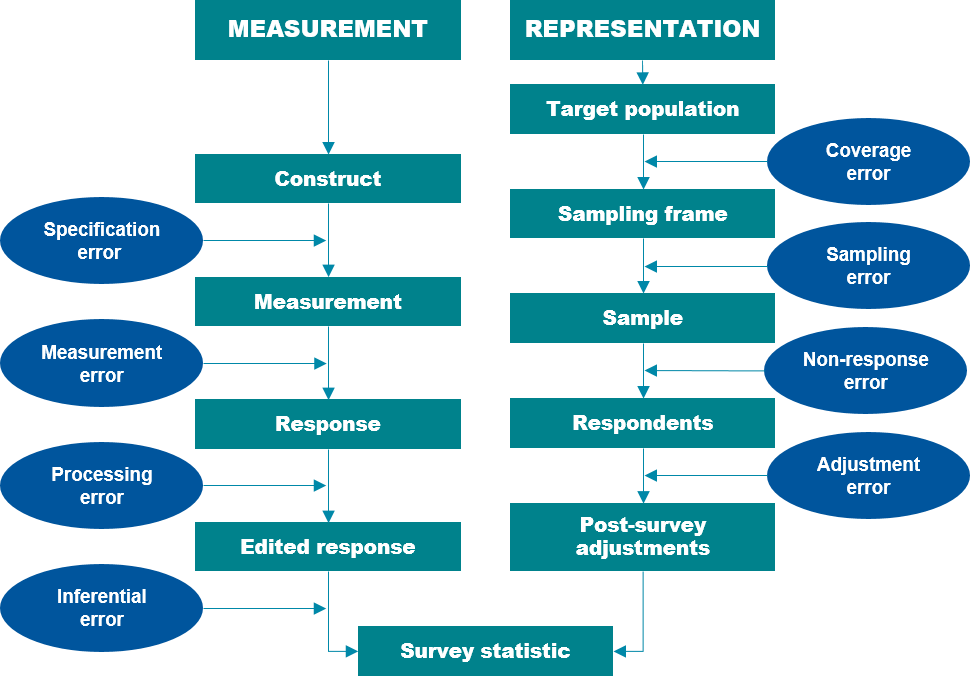 MEASUREMENT
REPRESENTATION
Target population
Coverage
error
Construct
Sampling frame
Specification
error
Sampling
error
Measurement
Sample
Measurement
error
Non-response
error
Response
Respondents
Processing
error
Adjustment
error
Edited response
Post-survey
adjustments
Inferential
error
Survey statistic